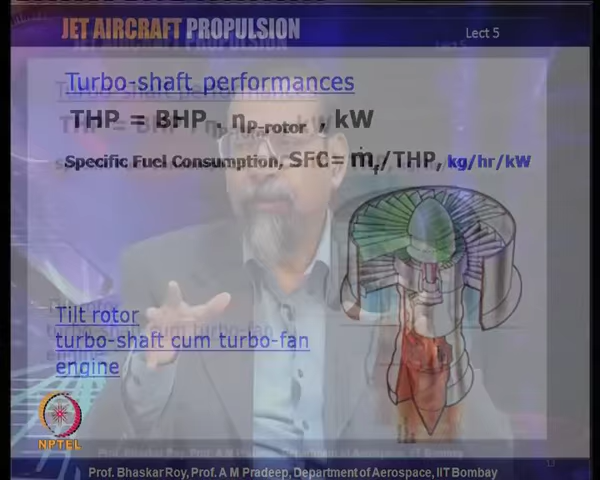 JET AIRCRAFT PROPULSION
Lect 5
Turbo-shaft performances
THP = BHP . ηP-rotor , kW
Specific Fuel Consumption, SFC= ṁf/THP, kg/hr/kW
Tilt rotor
turbo-shaft cum turbo-fan
engine
NPTEL
Prof. Bhaskar Roy, Prof. A M Pradeep, Department of Aerospace, IIT Bombay